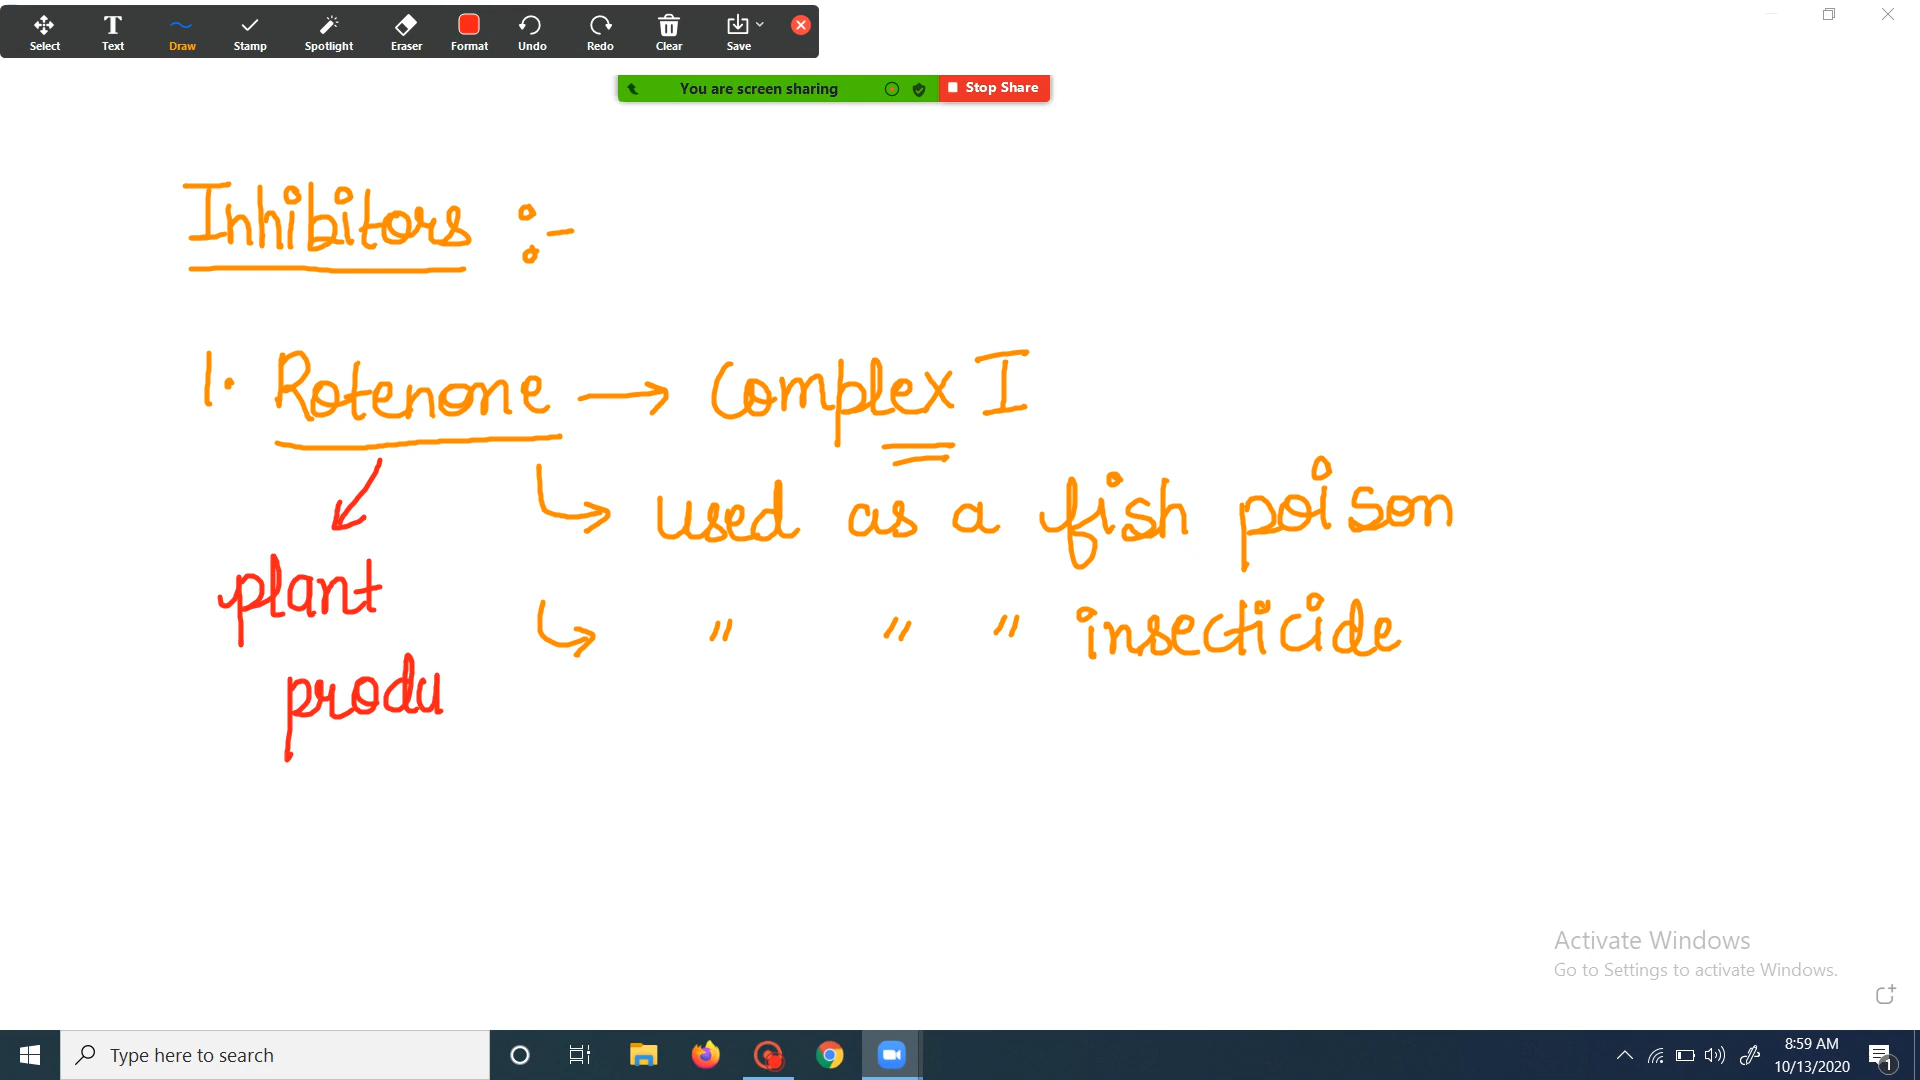 Select Text Draw Stamp Spotlight Eraser Format Undo Redo Clear Save
You are screen sharing Stop Share
Inhibitors :-
1. Rotenone → Complex I
↳ used as a fish poison
plant
↳ " " " insecticide
produ
Activate Windows
Go to Settings to activate Windows.
Type here to search
8:59 AM
10/13/2020
1